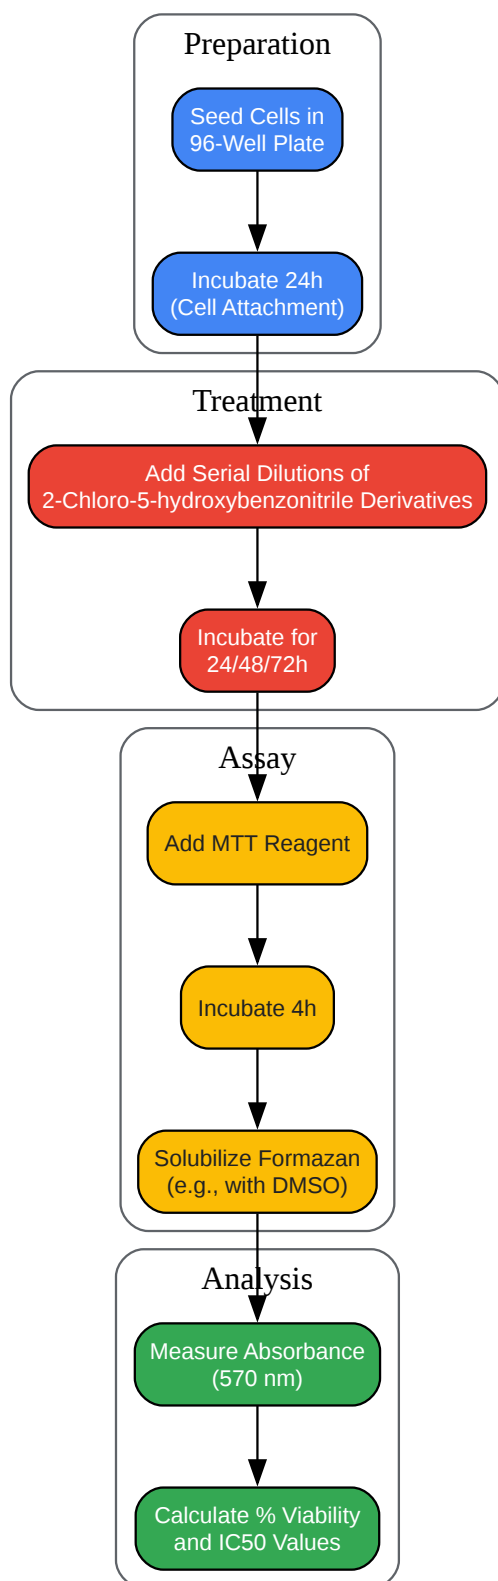 Preparation
Seed Cells in
96-Well Plate
Incubate 24h
(Cell Attachment)
Treatment
Add Serial Dilutions of
2-Chloro-5-hydroxybenzonitrile Derivatives
Incubate for
24/48/72h
Assay
Add MTT Reagent
Incubate 4h
Solubilize Formazan
(e.g., with DMSO)
Analysis
Measure Absorbance
(570 nm)
Calculate % Viability
and IC50 Values